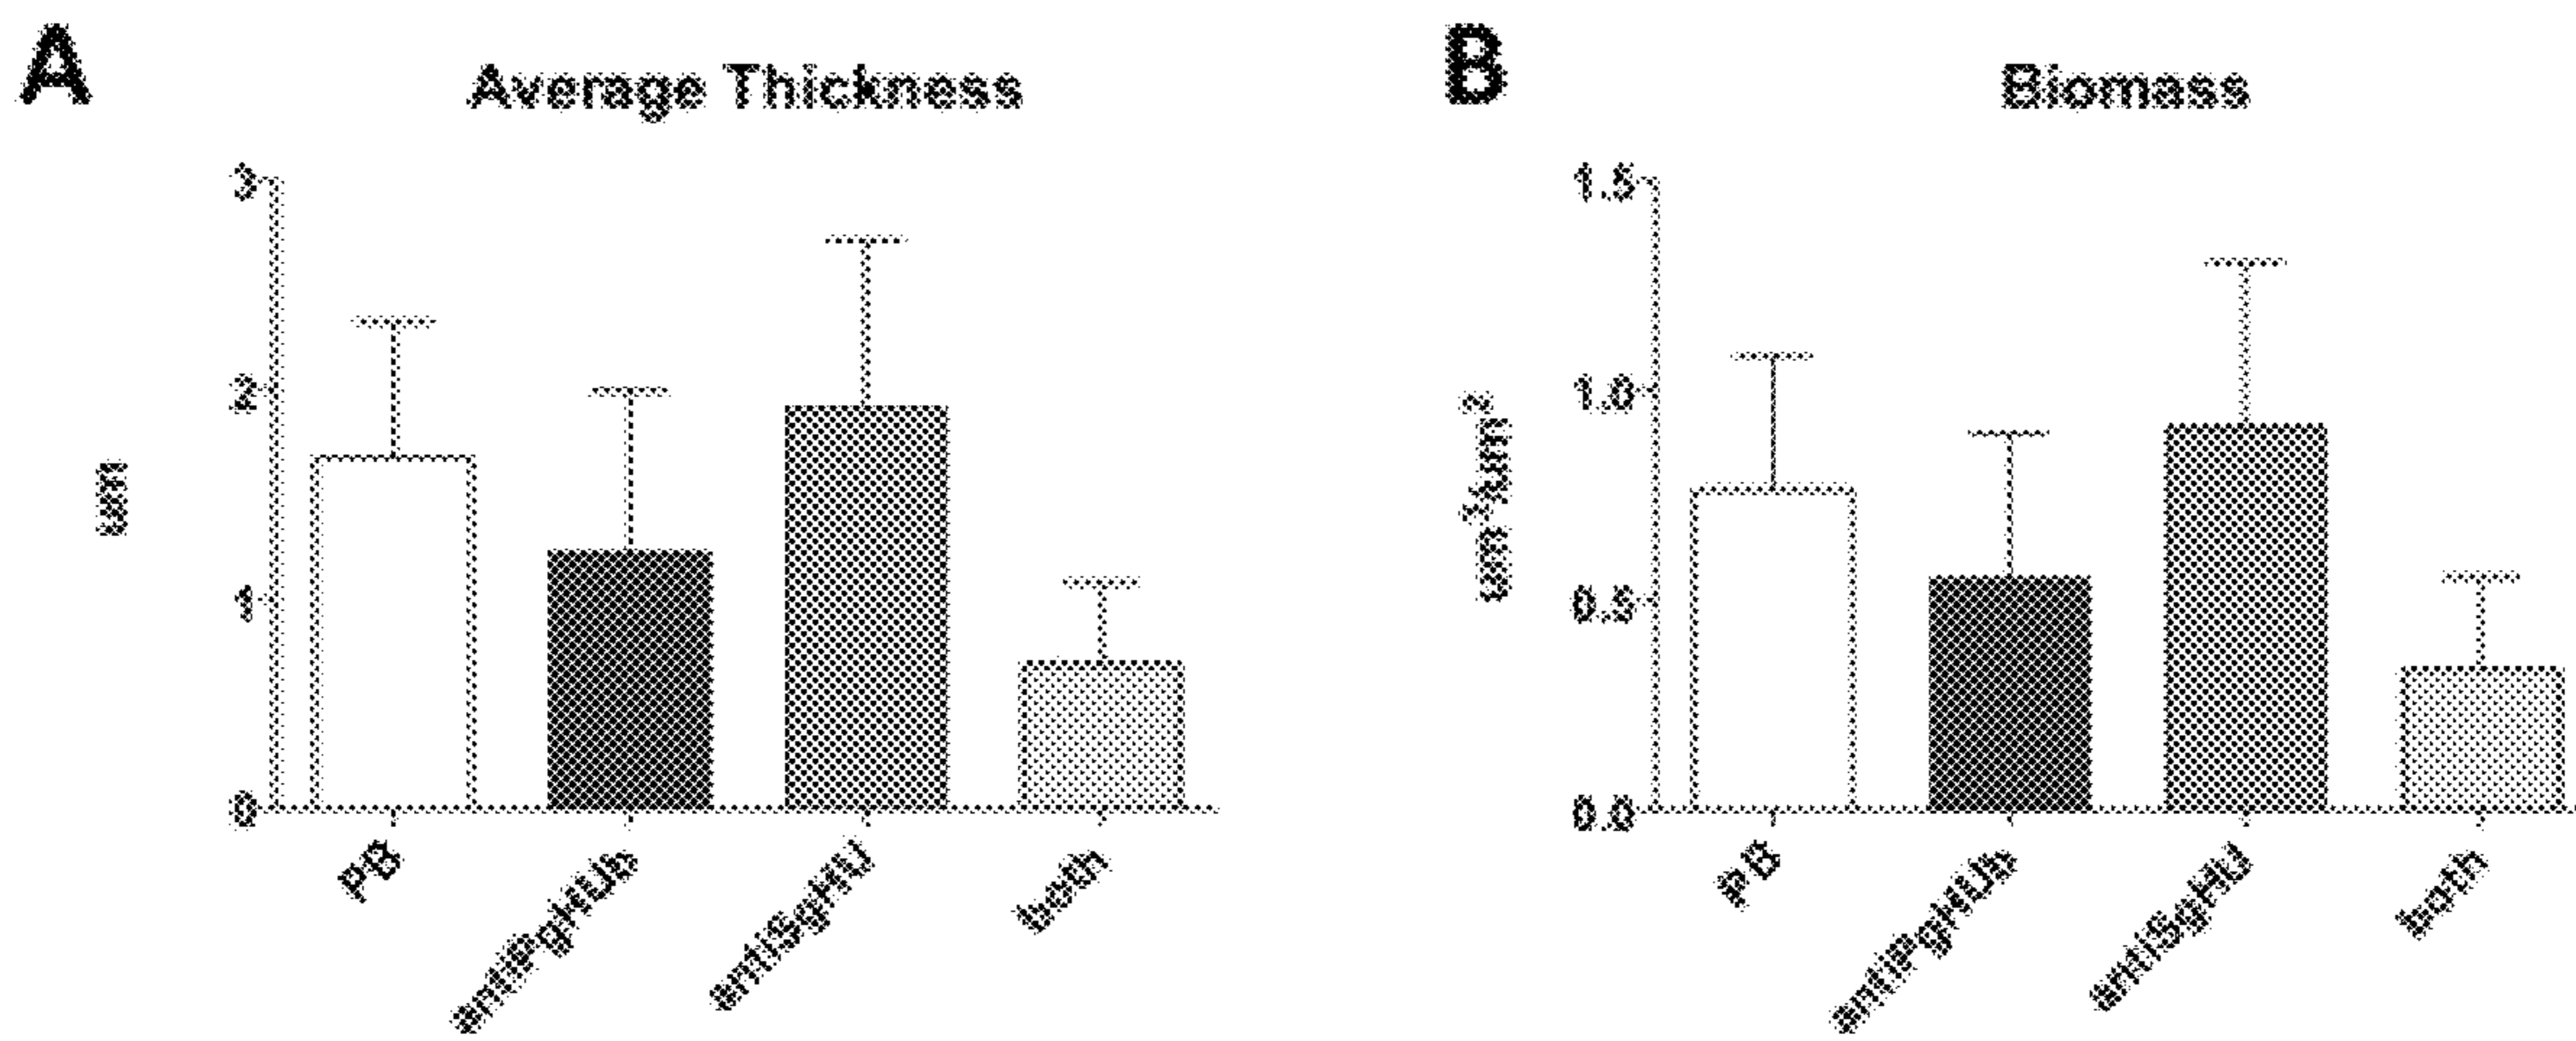 A
Average Thickness
3
2
1
0
um
PB
antiPgHUb
antiSgHU
both
B
Biomass
1.5
1.0
0.5
0.0
um³/um²
PB
antiPgHUb
antiSgHU
both